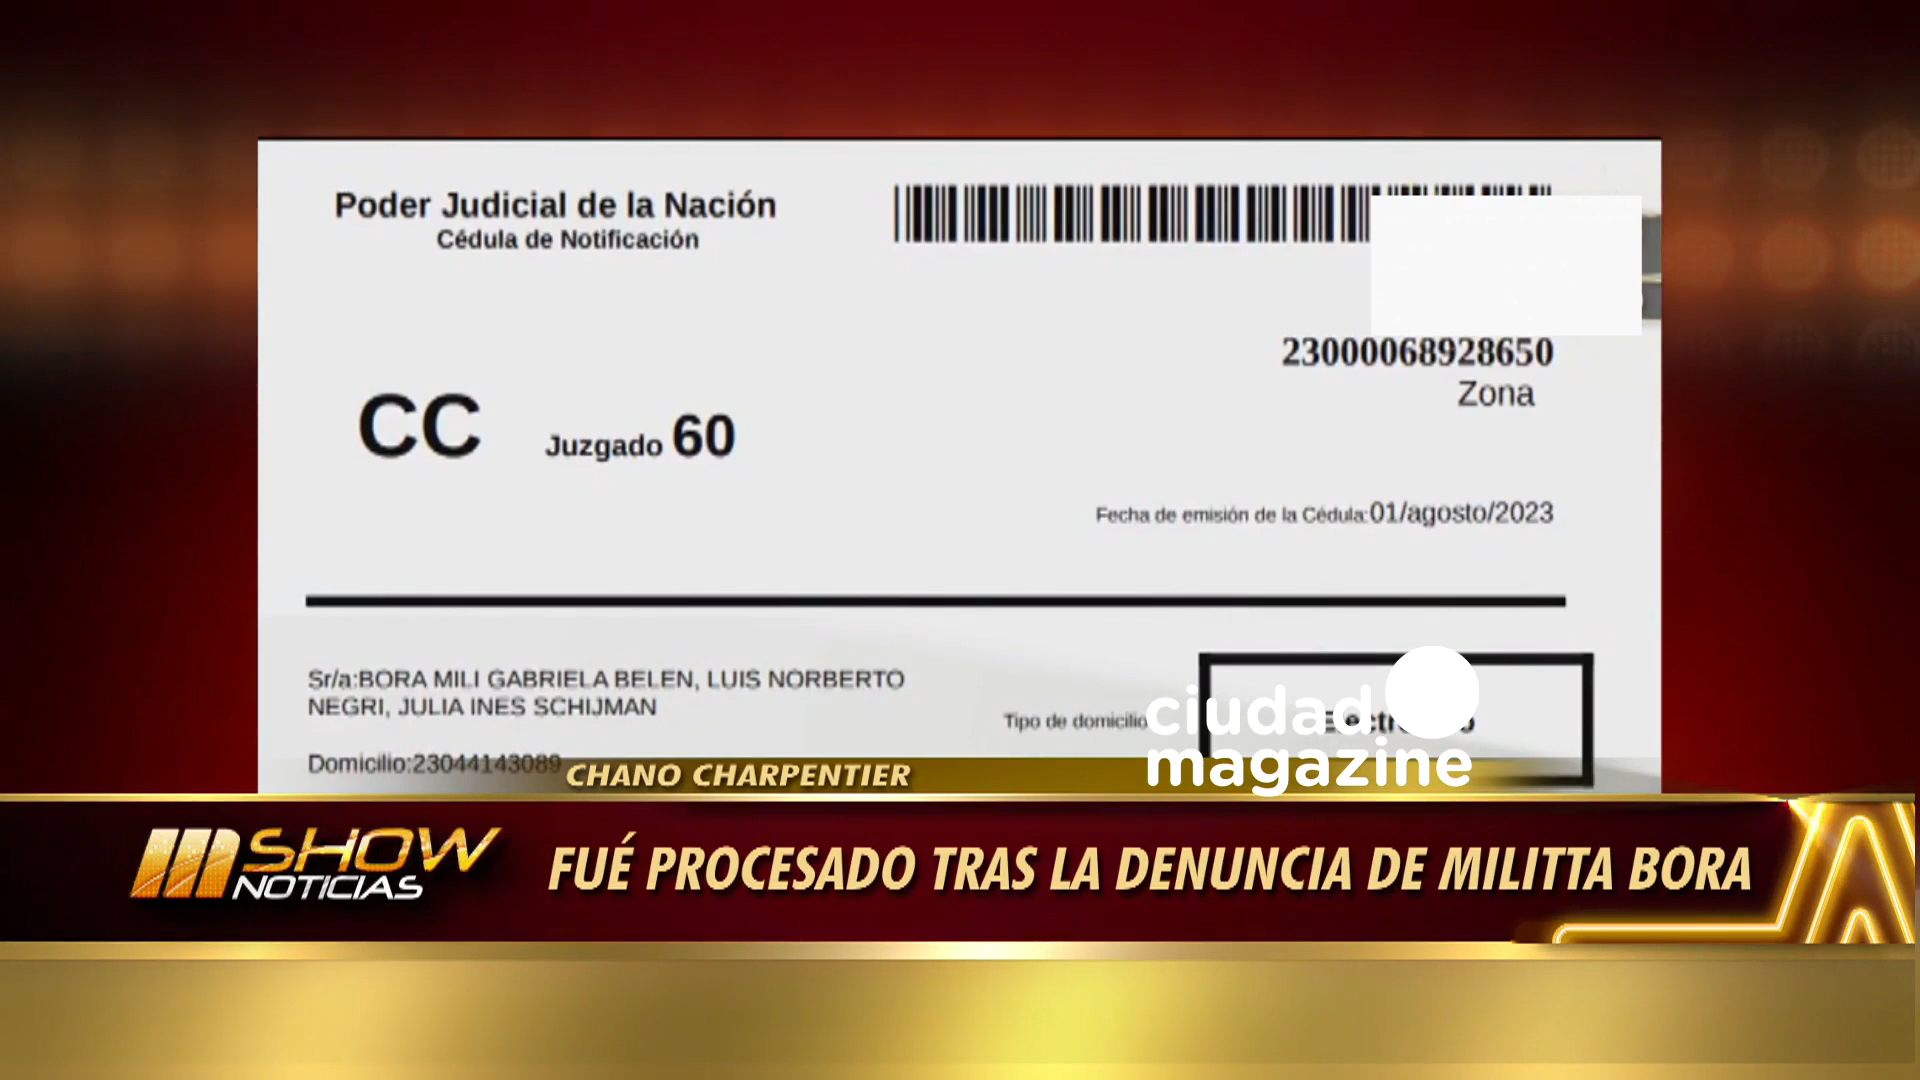 Poder Judicial de la Nación
Cédula de Notificación
23000068928650
Zona
CC Juzgado 60
Fecha de emisión de la Cédula:01/agosto/2023
Sr/a:BORA MILI GABRIELA BELEN, LUIS NORBERTO
NEGRI, JULIA INES SCHIJMAN
Tipo de domicilio
Domicilio:23044143089
ciudad
magazine
CHANO CHARPENTIER
M SHOW
NOTICIAS
FUÉ PROCESADO TRAS LA DENUNCIA DE MILITTA BORA